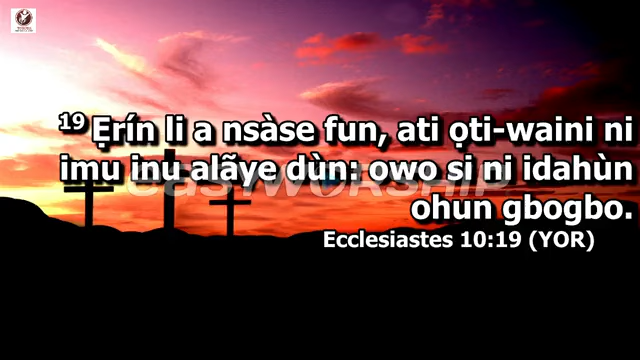 19 Ẹrín li a nsàse fun, ati ọti-waini ni
imu inu alãye dùn: owo si ni idahùn
ohun gbogbo.
EASYWORSHIP
Ecclesiastes 10:19 (YOR)